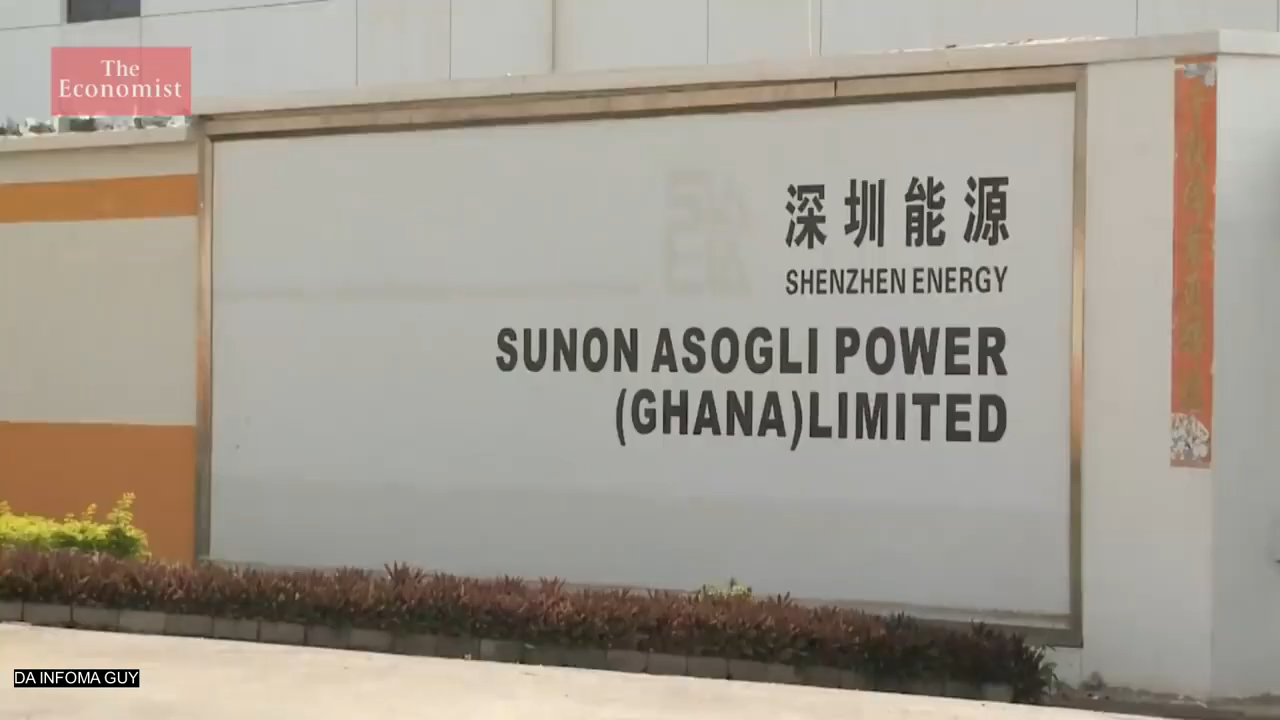 The
Economist
深圳能源
SHENZHEN ENERGY
SUNON ASOGLI POWER
(GHANA)LIMITED
DA INFOMA GUY